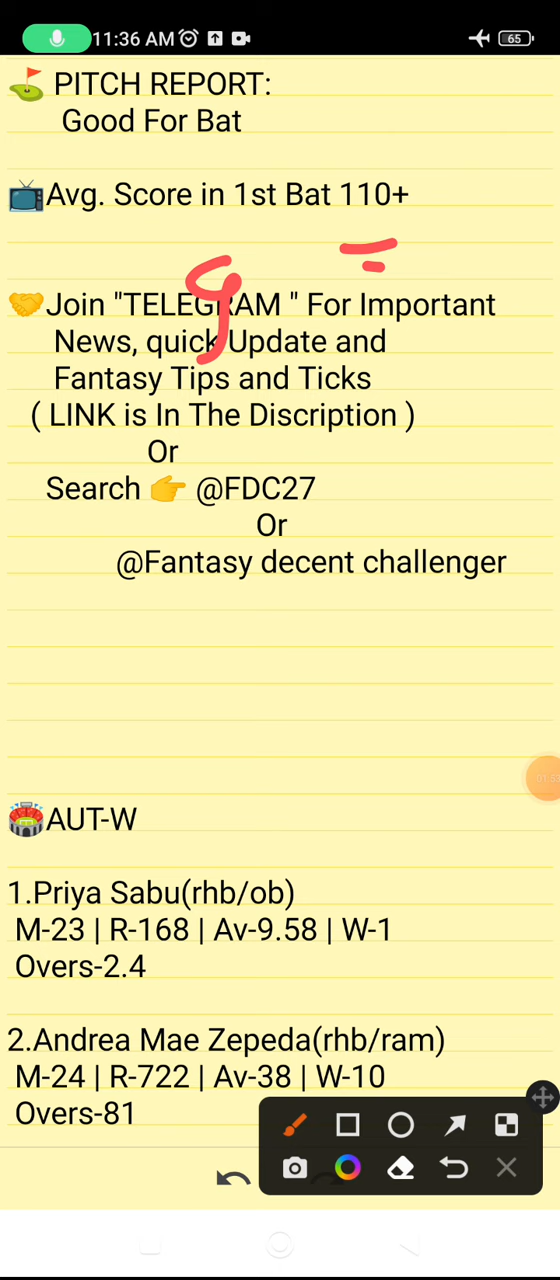 11:36 AM
65
PITCH REPORT:
Good For Bat
Avg. Score in 1st Bat 110+
9
Join "TELEGRAM " For Important
News, quick Update and
Fantasy Tips and Ticks
( LINK is In The Discription )
Or
Search 👉 @FDC27
Or
@Fantasy decent challenger
01:53
AUT-W
1.Priya Sabu(rhb/ob)
M-23 | R-168 | Av-9.58 | W-1
Overs-2.4
2.Andrea Mae Zepeda(rhb/ram)
M-24 | R-722 | Av-38 | W-10
Overs-81